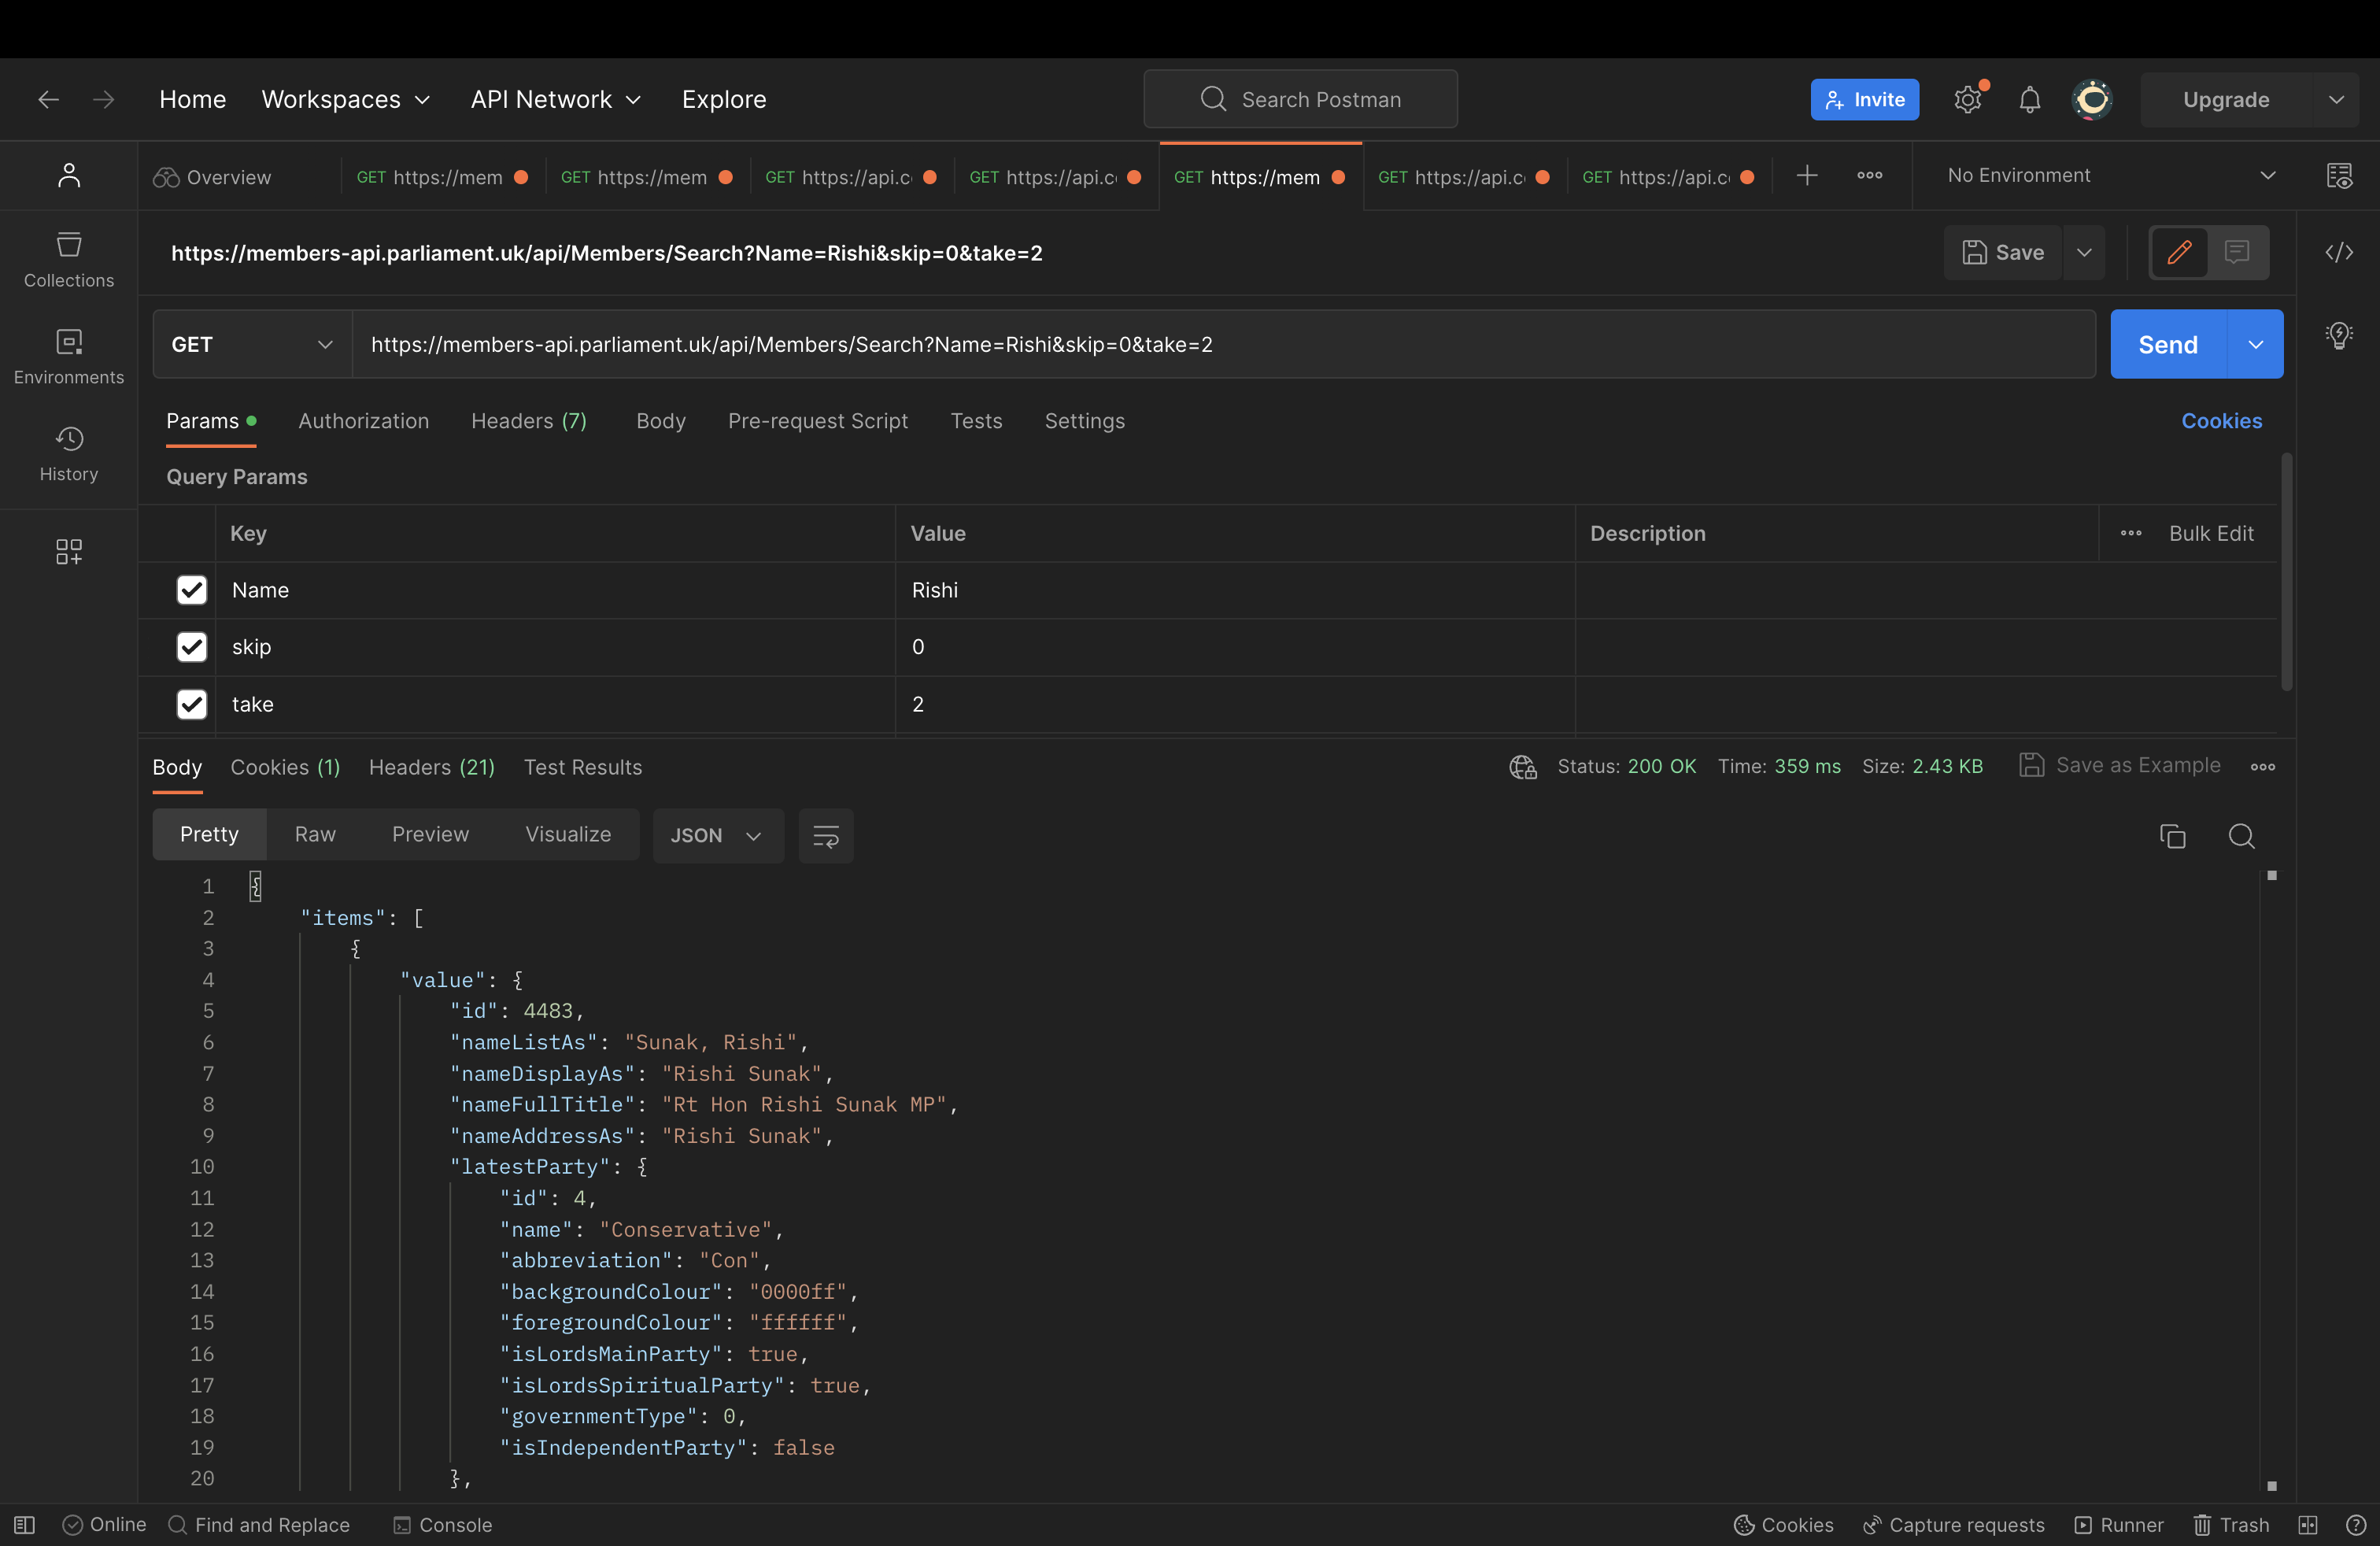 Home Workspaces API Network Explore Search Postman Invite Upgrade
Overview GET https://mem GET https://mem GET https://api.c GET https://api.c GET https://mem GET https://api.c GET https://api.c No Environment
Collections
Environments
History
https://members-api.parliament.uk/api/Members/Search?Name=Rishi&skip=0&take=2 Save
GET https://members-api.parliament.uk/api/Members/Search?Name=Rishi&skip=0&take=2 Send
Params Authorization Headers (7) Body Pre-request Script Tests Settings Cookies
Query Params
Key Value Description Bulk Edit
Name Rishi
skip 0
take 2
Body Cookies (1) Headers (21) Test Results Status: 200 OK Time: 359 ms Size: 2.43 KB Save as Example
Pretty Raw Preview Visualize JSON
1 {
2 "items": [
3 {
4 "value": {
5 "id": 4483,
6 "nameListAs": "Sunak, Rishi",
7 "nameDisplayAs": "Rishi Sunak",
8 "nameFullTitle": "Rt Hon Rishi Sunak MP",
9 "nameAddressAs": "Rishi Sunak",
10 "latestParty": {
11 "id": 4,
12 "name": "Conservative",
13 "abbreviation": "Con",
14 "backgroundColour": "0000ff",
15 "foregroundColour": "ffffff",
16 "isLordsMainParty": true,
17 "isLordsSpiritualParty": true,
18 "governmentType": 0,
19 "isIndependentParty": false
20 },
Online Find and Replace Console Cookies Capture requests Runner Trash